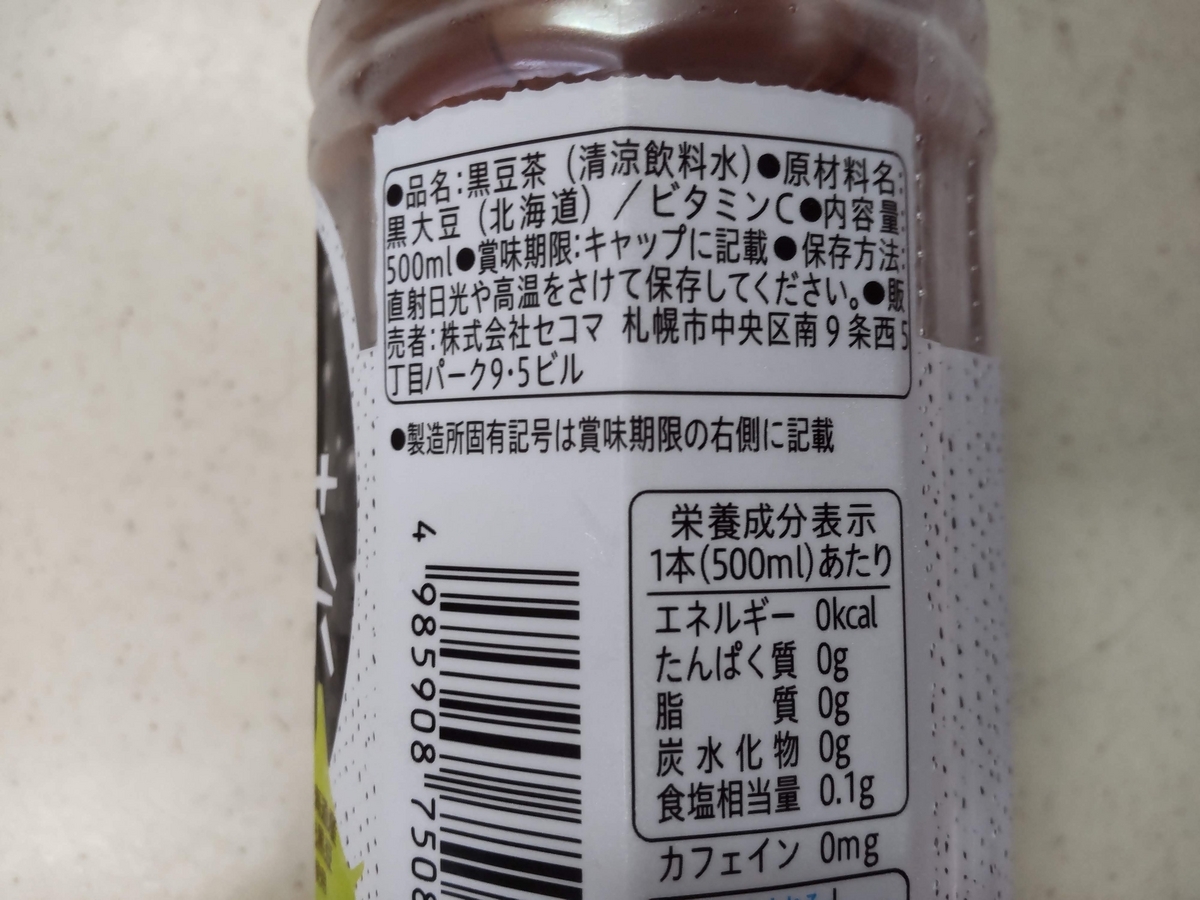 ●品名：黒豆茶（清涼飲料水）●原材料名：
黒大豆（北海道）／ビタミンC●内容量：
500ml●賞味期限：キャップに記載●保存方法：
直射日光や高温をさけて保存してください。●販
売者：株式会社セコマ 札幌市中央区南9条西5
丁目パーク9・5ビル
●製造所固有記号は賞味期限の右側に記載
栄養成分表示
1本(500ml)あたり
エネルギー 0kcal
たんぱく質 0g
脂質 0g
炭水化物 0g
食塩相当量 0.1g
カフェイン 0mg
4 985908 7508